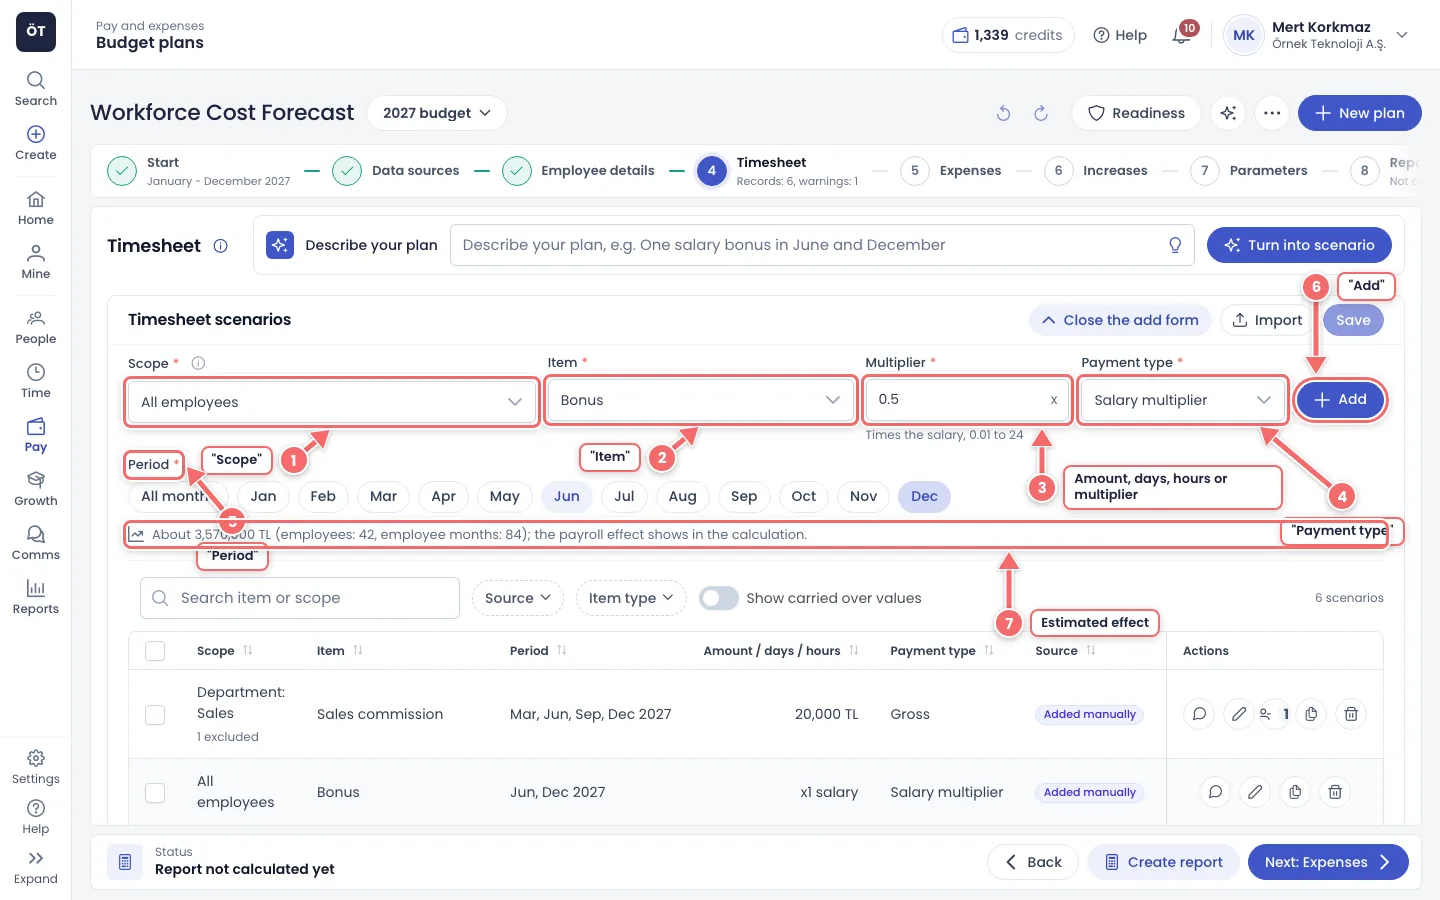 ÖT
Search
Create
Home
Mine
People
Time
Pay
Growth
Comms
Reports
Settings
Help
Expand
Pay and expenses
Budget plans
1,339 credits
Help
10
MK
Mert Korkmaz
Örnek Teknoloji A.Ş.
Workforce Cost Forecast
2027 budget
Readiness
New plan
Start
January - December 2027
Data sources
Employee details
4
Timesheet
Records: 6, warnings: 1
5
Expenses
6
Increases
7
Parameters
8
Timesheet
Describe your plan
Describe your plan, e.g. One salary bonus in June and December
Turn into scenario
6
"Add"
Timesheet scenarios
Close the add form
Import
Save
Scope *
Item *
Multiplier *
Payment type *
All employees
Bonus
0.5 x
Salary multiplier
Add
Times the salary, 0.01 to 24
Period *
"Scope"
1
"Item"
2
3
Amount, days, hours or
multiplier
4
All months
Jan
Feb
Mar
Apr
May
Jun
Jul
Aug
Sep
Oct
Nov
Dec
5
About 3,570,000 TL (employees: 42, employee months: 84); the payroll effect shows in the calculation.
"Payment type"
"Period"
Search item or scope
Source
Item type
Show carried over values
6 scenarios
7
Estimated effect
Scope
Item
Period
Amount / days / hours
Payment type
Source
Actions
Department:
Sales
1 excluded
Sales commission
Mar, Jun, Sep, Dec 2027
20,000 TL
Gross
Added manually
1
All
employees
Bonus
Jun, Dec 2027
x1 salary
Salary multiplier
Added manually
Status
Report not calculated yet
Back
Create report
Next: Expenses